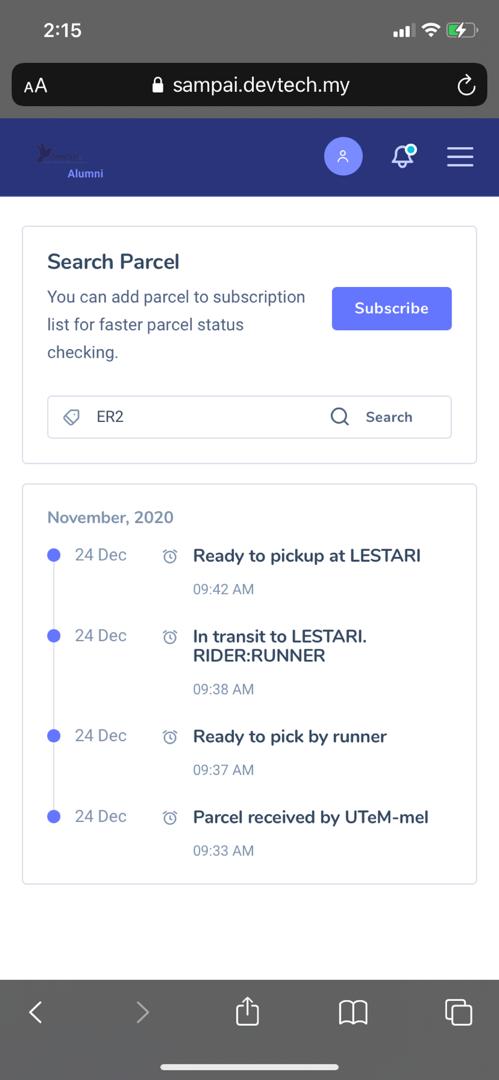 2:15
AA sampai.devtech.my
Alumni
Search Parcel
You can add parcel to subscription
list for faster parcel status
checking.
Subscribe
ER2
Search
November, 2020
24 Dec Ready to pickup at LESTARI
09:42 AM
24 Dec In transit to LESTARI.
RIDER:RUNNER
09:38 AM
24 Dec Ready to pick by runner
09:37 AM
24 Dec Parcel received by UTeM-mel
09:33 AM